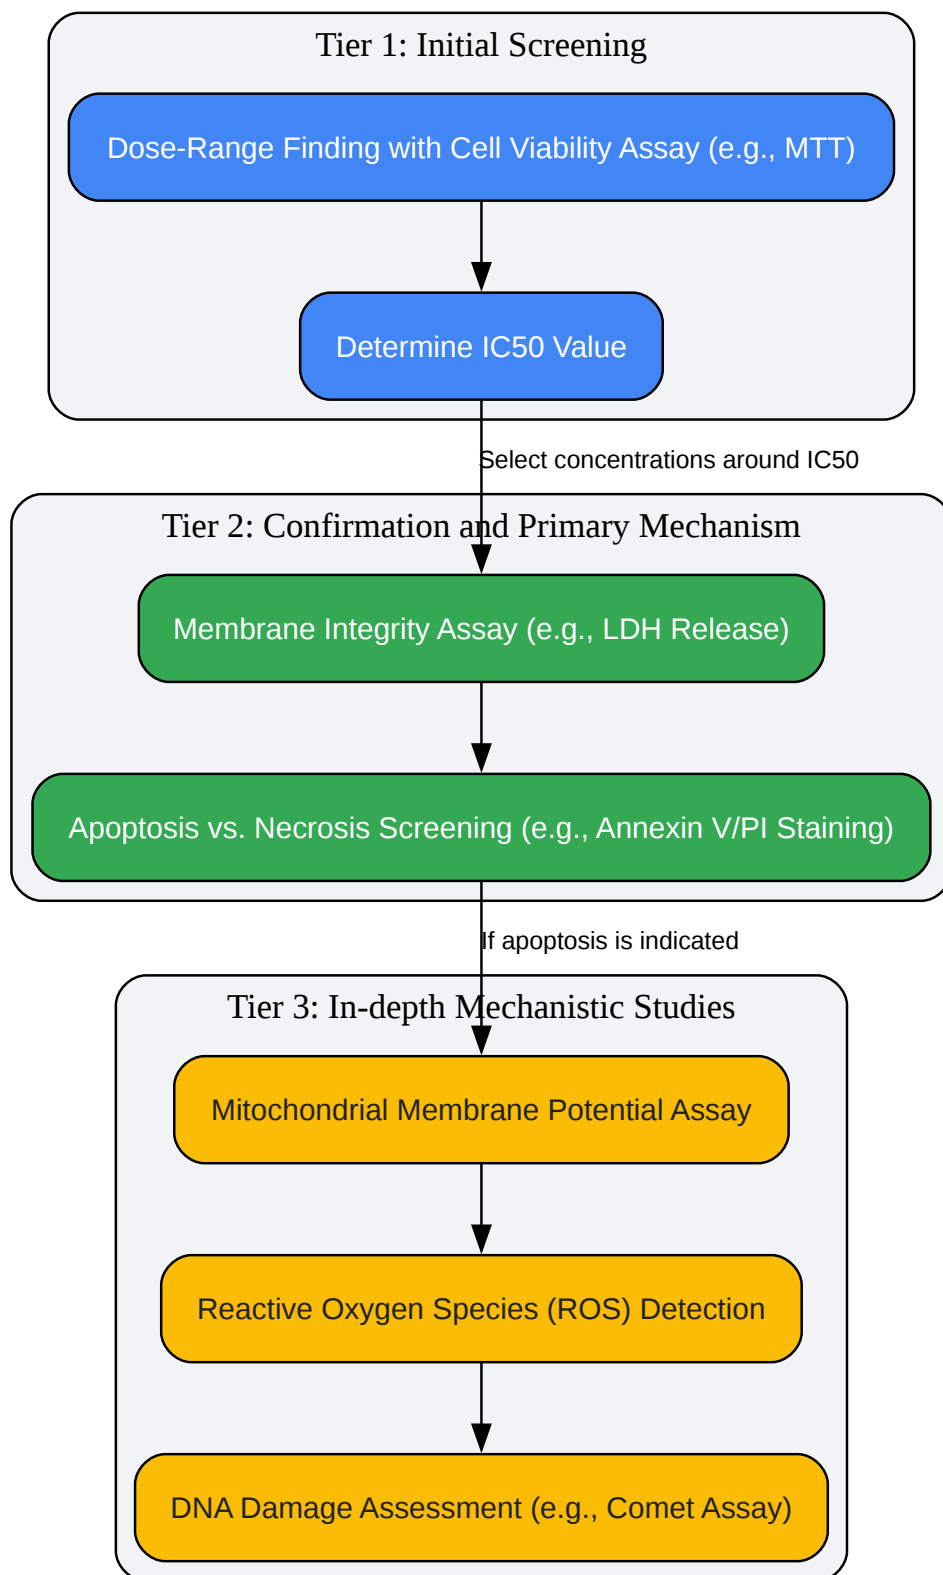 Tier 1: Initial Screening
Dose-Range Finding with Cell Viability Assay (e.g., MTT)
Determine IC50 Value
Select concentrations around IC50
Tier 2: Confirmation and Primary Mechanism
Membrane Integrity Assay (e.g., LDH Release)
Apoptosis vs. Necrosis Screening (e.g., Annexin V/PI Staining)
If apoptosis is indicated
Tier 3: In-depth Mechanistic Studies
Mitochondrial Membrane Potential Assay
Reactive Oxygen Species (ROS) Detection
DNA Damage Assessment (e.g., Comet Assay)